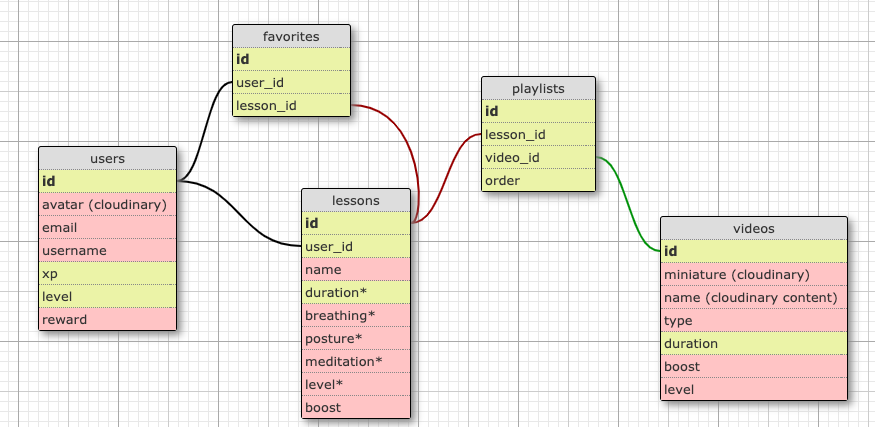 favorites
id
user_id
lesson_id
playlists
id
lesson_id
video_id
order
users
id
avatar (cloudinary)
email
username
xp
level
reward
lessons
id
user_id
name
duration*
breathing*
posture*
meditation*
level*
boost
videos
id
miniature (cloudinary)
name (cloudinary content)
type
duration
boost
level